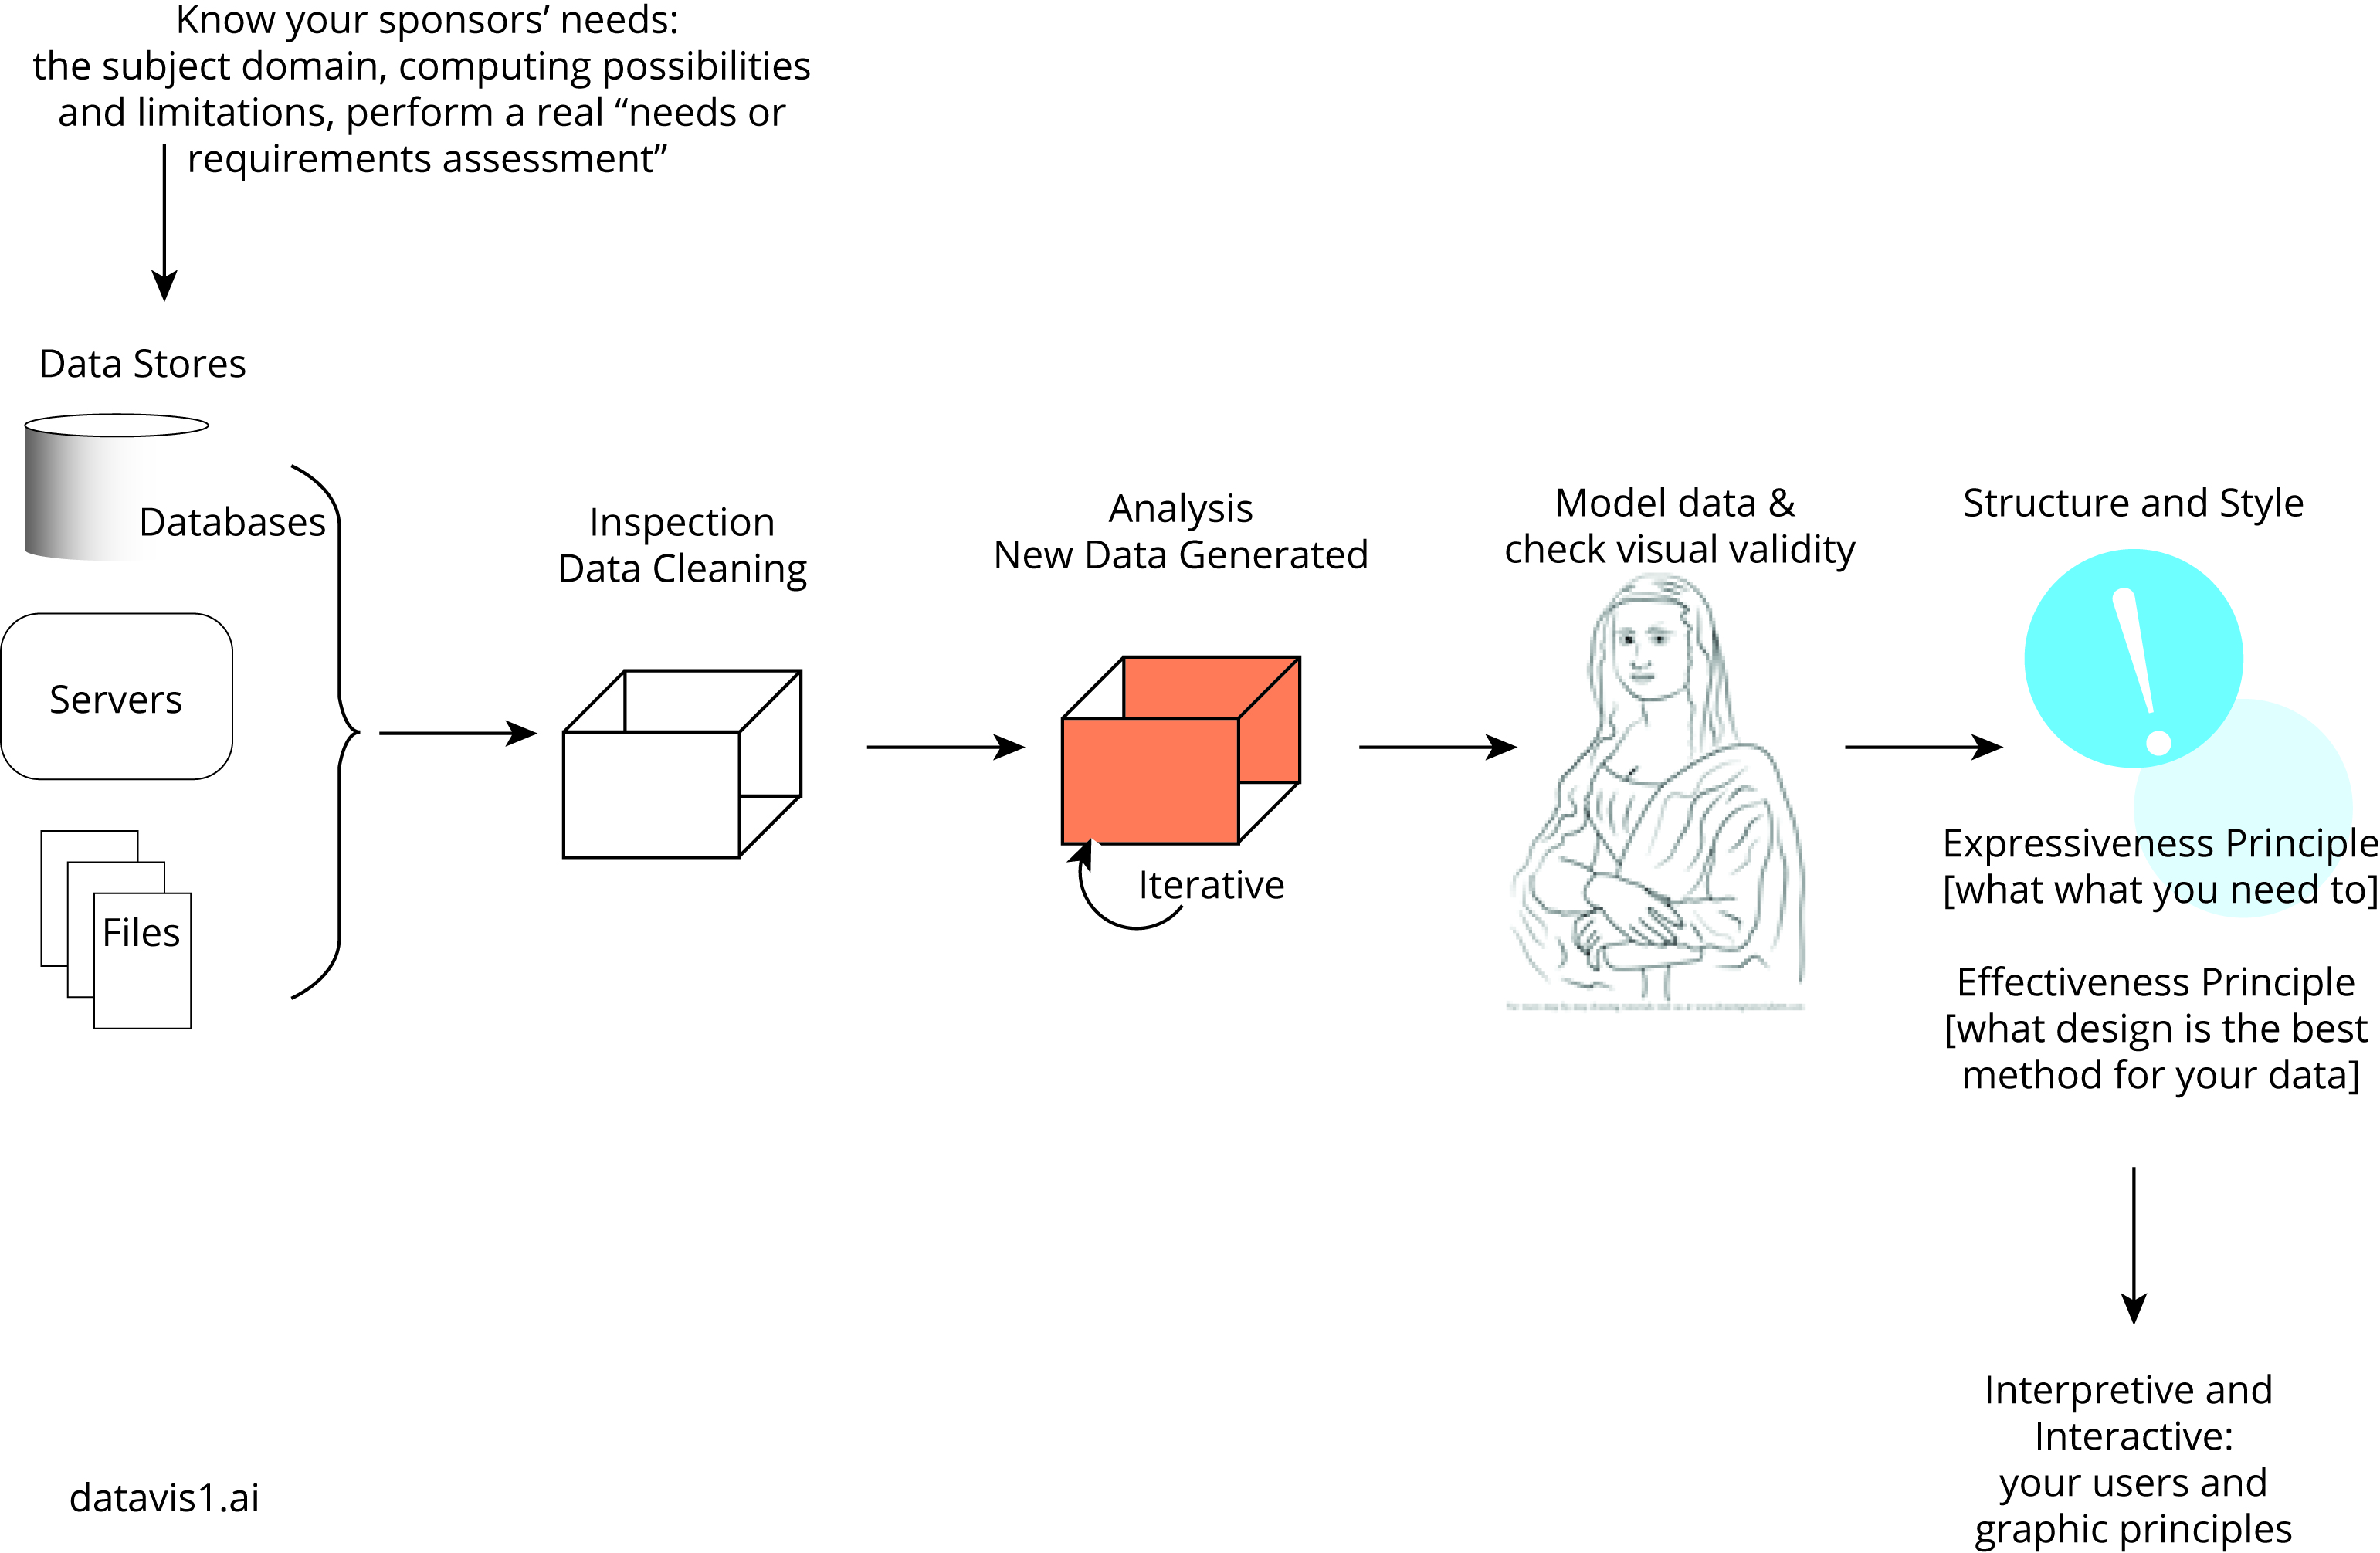 Know your sponsors’ needs:
the subject domain, computing possibilities
and limitations, perform a real “needs or
requirements assessment”
Data Stores
Databases
Servers
Files
Inspection
Data Cleaning
Analysis
New Data Generated
Iterative
Model data &
check visual validity
Structure and Style
!
Expressiveness Principle
[what what you need to]
Effectiveness Principle
[what design is the best
method for your data]
Interpretive and
Interactive:
your users and
graphic principles
datavis1.ai